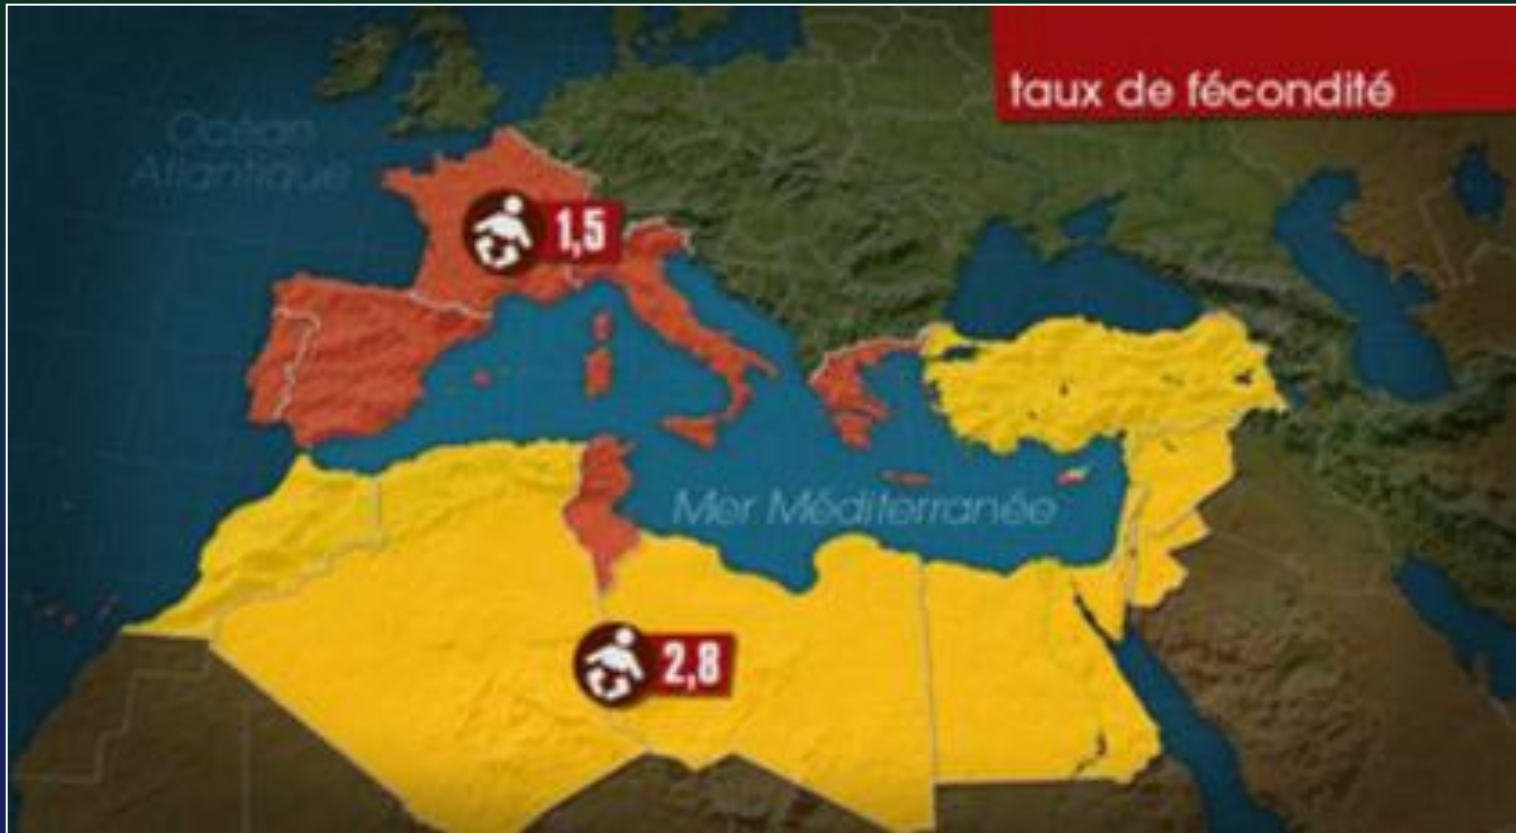 taux de fécondité
Océan
Atlantique
1,5
Mer Méditerranée
2,8